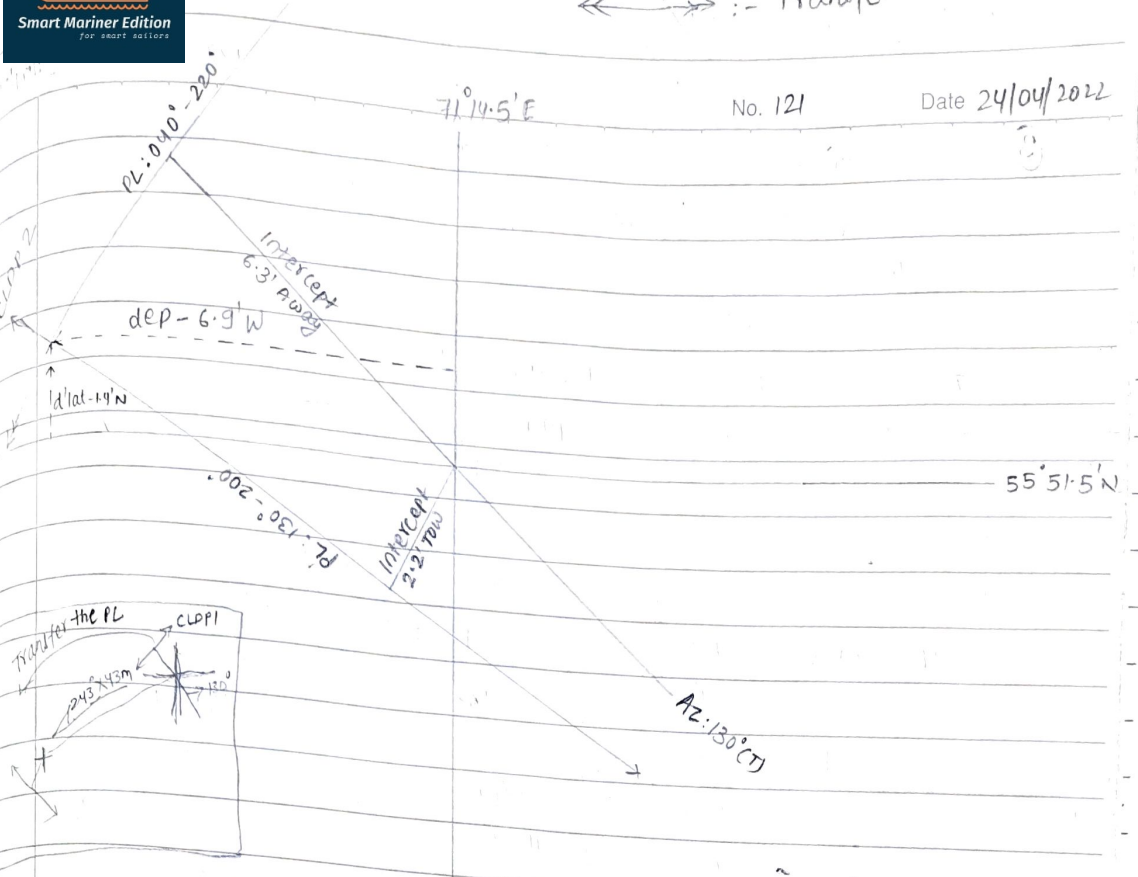 Smart Mariner Edition
for smart sailors
71°14.5'E
No. 121
Date 24/04/2022
PL: 040° - 220°
Intercept
6.3' Away
dep - 6.9' W
d'lat - 1.9' N
55°51.5'N
PL: 130° - 200°
Intercept
2.2' TOW
Transfer the PL
CLDP1
243° X 43m
130°
AZ: 130° (T)